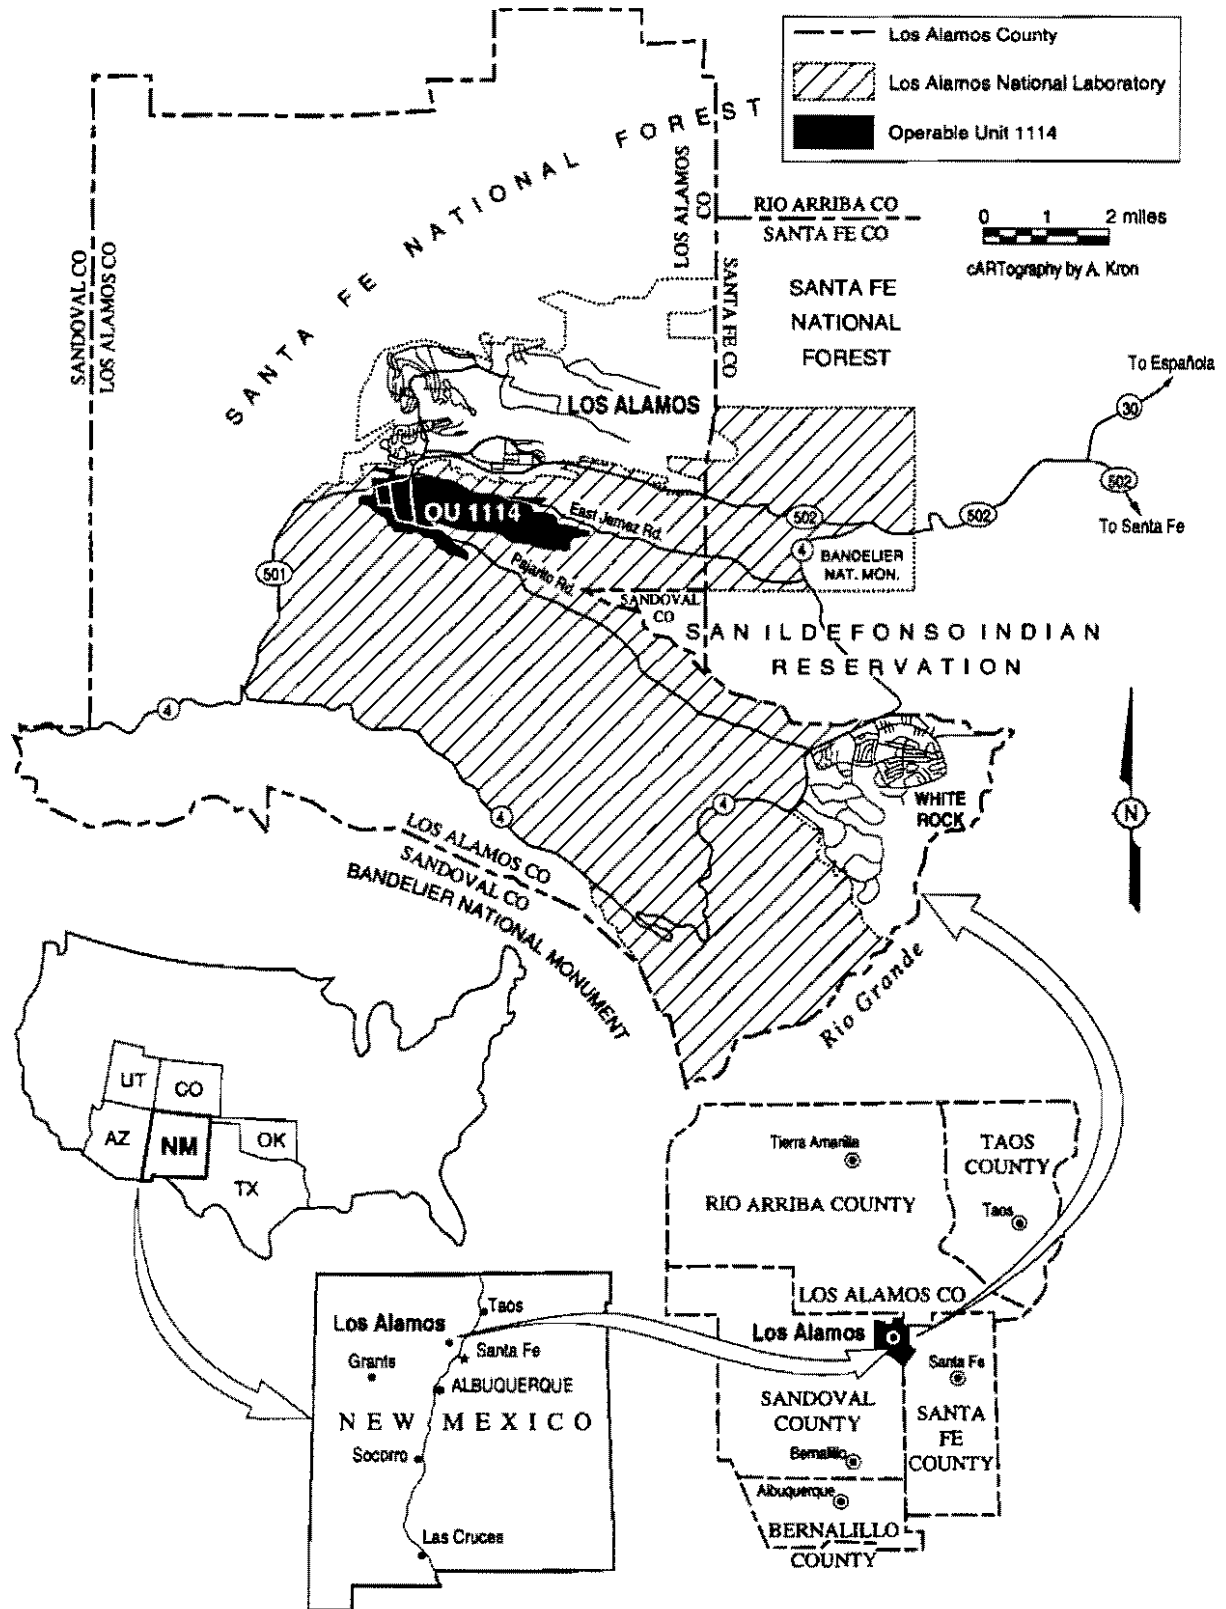 Los Alamos County
Los Alamos National Laboratory
Operable Unit 1114
SANTA FE NATIONAL FOREST
LOS ALAMOS CO
RIO ARRIBA CO
SANTA FE CO
0 1 2 miles
cARTography by A. Kron
SANDOVAL CO
LOS ALAMOS CO
SANTA FE CO
SANTA FE
NATIONAL
FOREST
To Española
30
LOS ALAMOS
502
To Santa Fe
OU 1114
East Jemez Rd.
502
502
4
BANDELIER
NAT. MON.
501
Pajarito Rd.
SANDOVAL
CO
SAN ILDEFONSO INDIAN
RESERVATION
4
N
WHITE
ROCK
4
4
LOS ALAMOS CO
SANDOVAL CO
BANDELIER NATIONAL MONUMENT
Rio Grande
UT
CO
AZ
NM
OK
TX
Tierra Amarilla
TAOS
COUNTY
RIO ARRIBA COUNTY
Taos
LOS ALAMOS CO
Los Alamos
Santa Fe
SANDOVAL
COUNTY
SANTA
FE
COUNTY
Bernalillo
Albuquerque
BERNALILLO
COUNTY
Taos
Los Alamos
Santa Fe
Grants
ALBUQUERQUE
NEW MEXICO
Socorro
Las Cruces